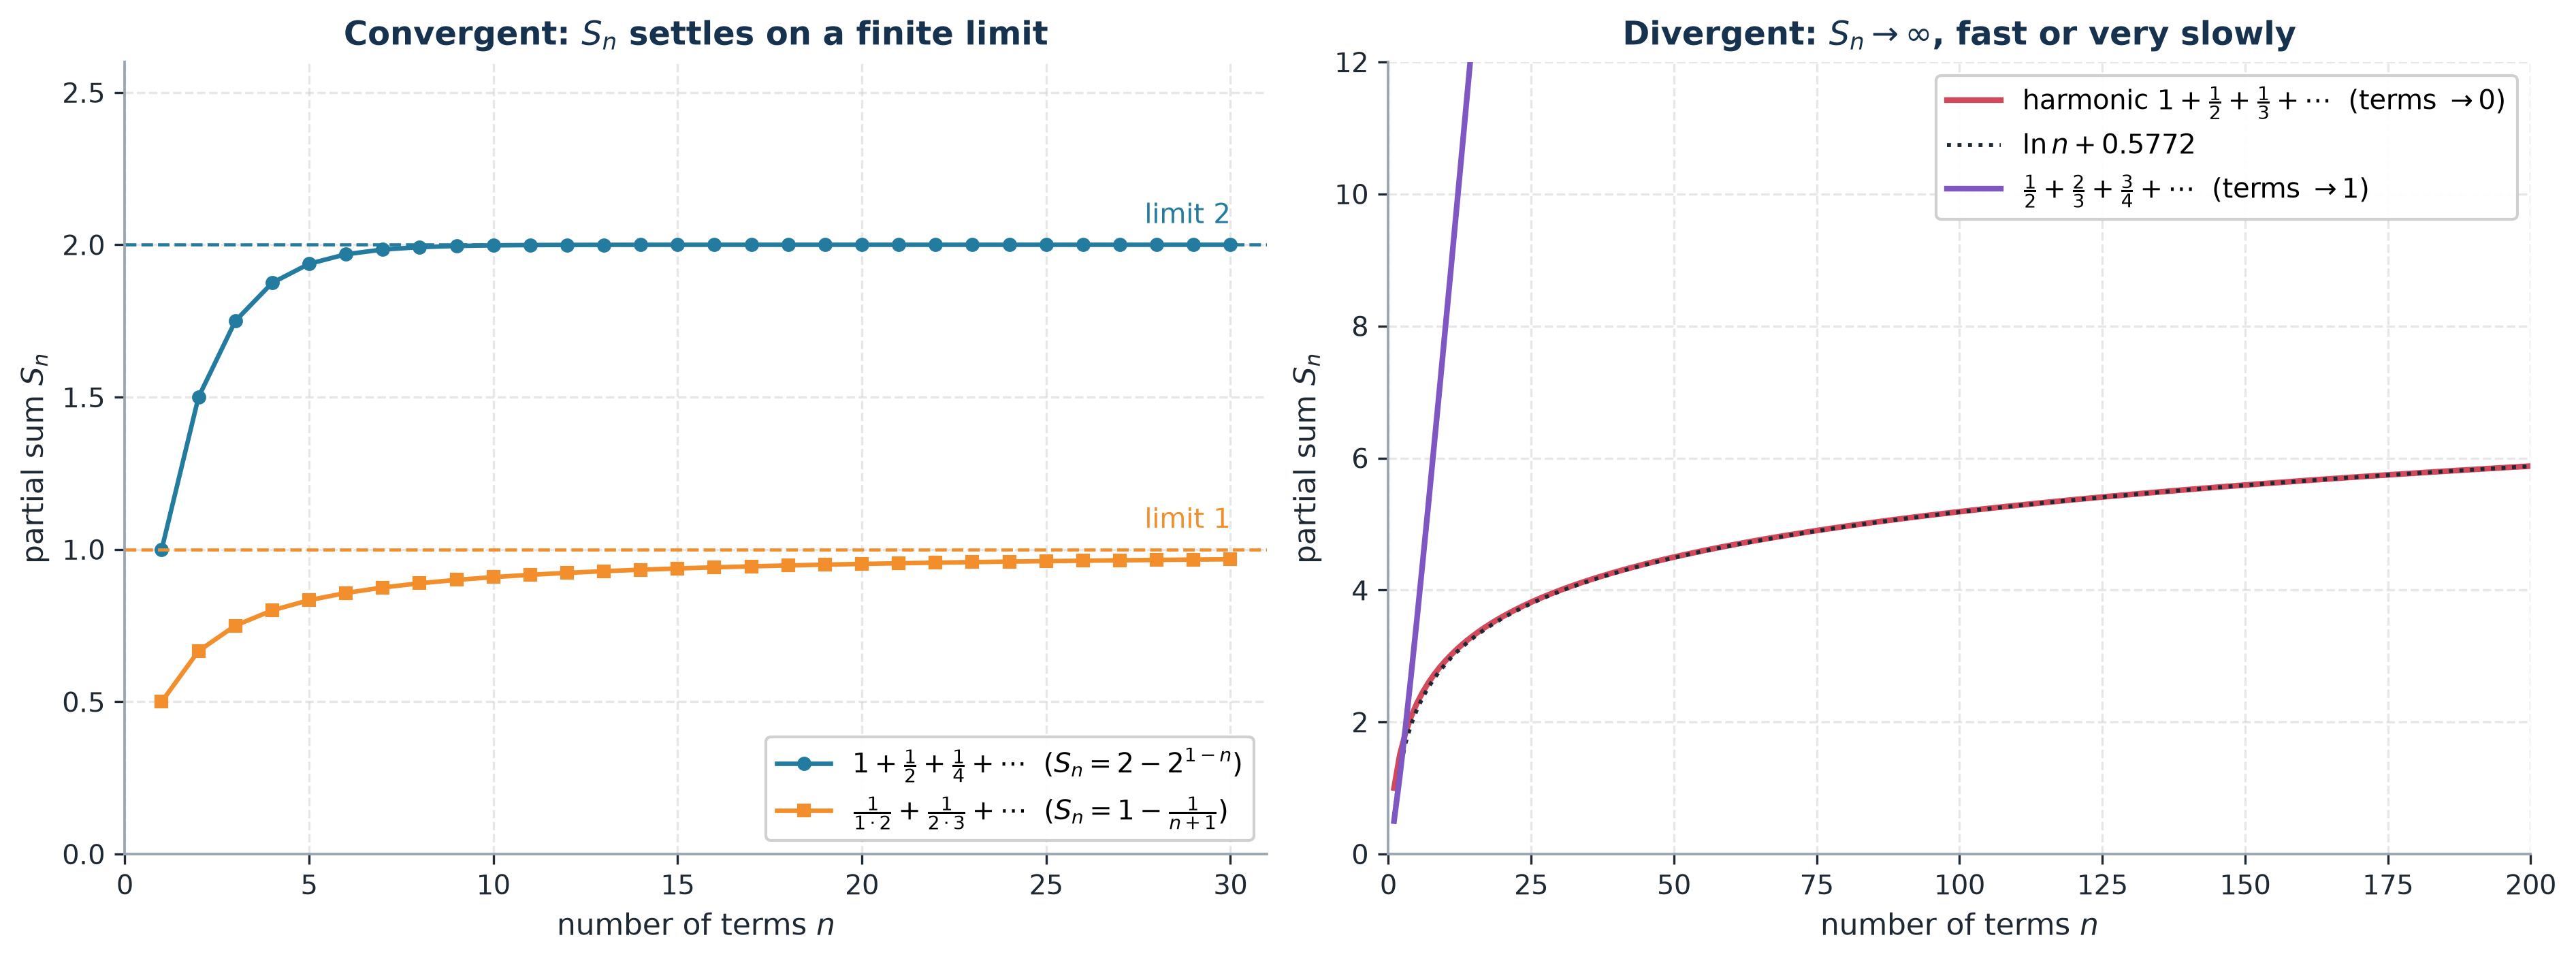 Convergent: Sₙ settles on a finite limit
2.5
2.0
1.5
1.0
0.5
0.0
partial sum Sₙ
limit 2
limit 1
1 + 1/2 + 1/4 + ⋯ (Sₙ = 2 − 2¹⁻ⁿ)
1/(1·2) + 1/(2·3) + ⋯ (Sₙ = 1 − 1/(n+1))
0 5 10 15 20 25 30
number of terms n
Divergent: Sₙ → ∞, fast or very slowly
12
10
8
6
4
2
0
partial sum Sₙ
harmonic 1 + 1/2 + 1/3 + ⋯ (terms → 0)
ln n + 0.5772
1/2 + 2/3 + 3/4 + ⋯ (terms → 1)
0 25 50 75 100 125 150 175 200
number of terms n